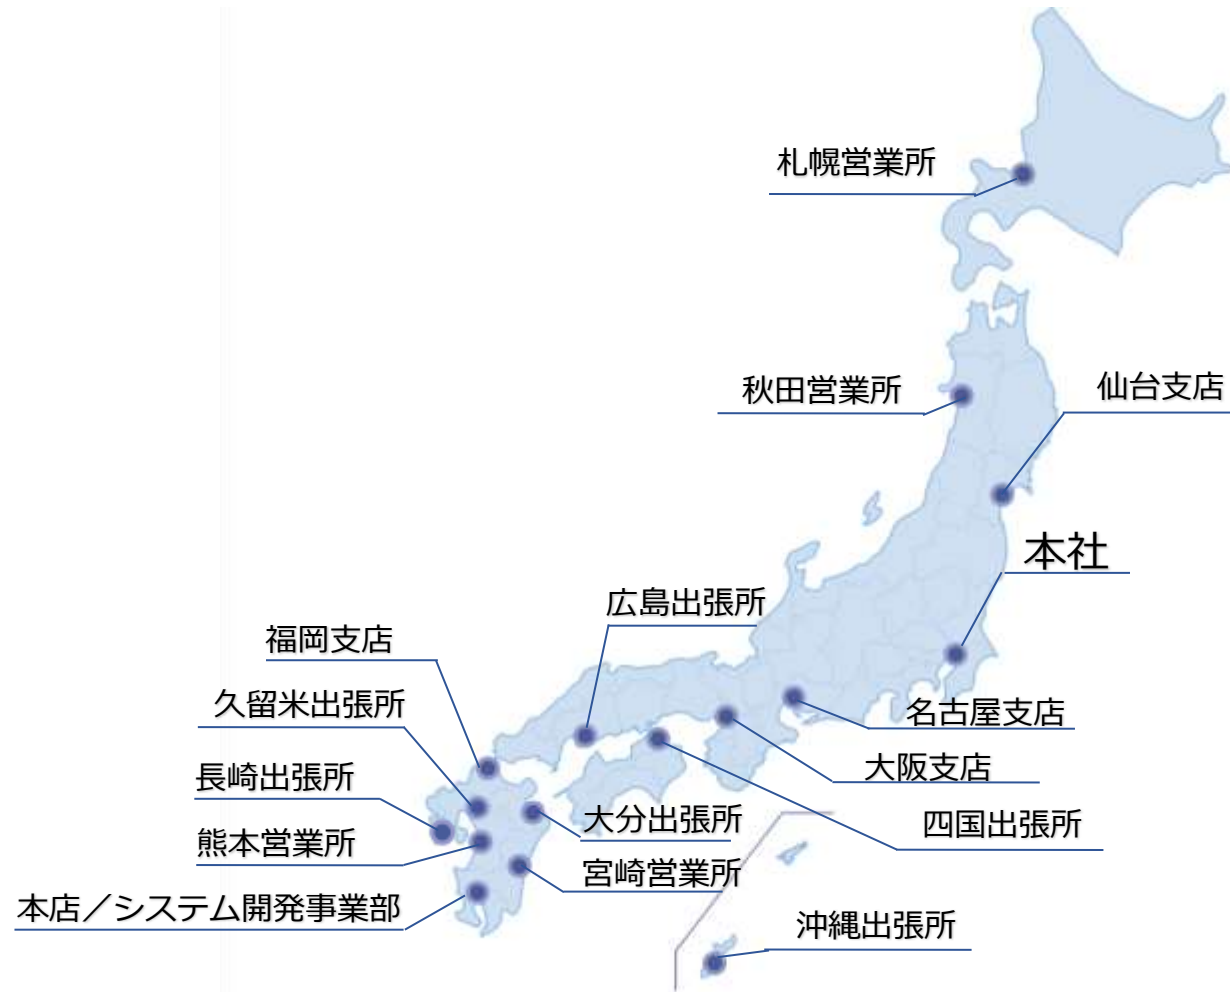 札幌営業所
秋田営業所
仙台支店
本社
広島出張所
福岡支店
久留米出張所
名古屋支店
大阪支店
長崎出張所
大分出張所
四国出張所
熊本営業所
宮崎営業所
本店／システム開発事業部
沖縄出張所